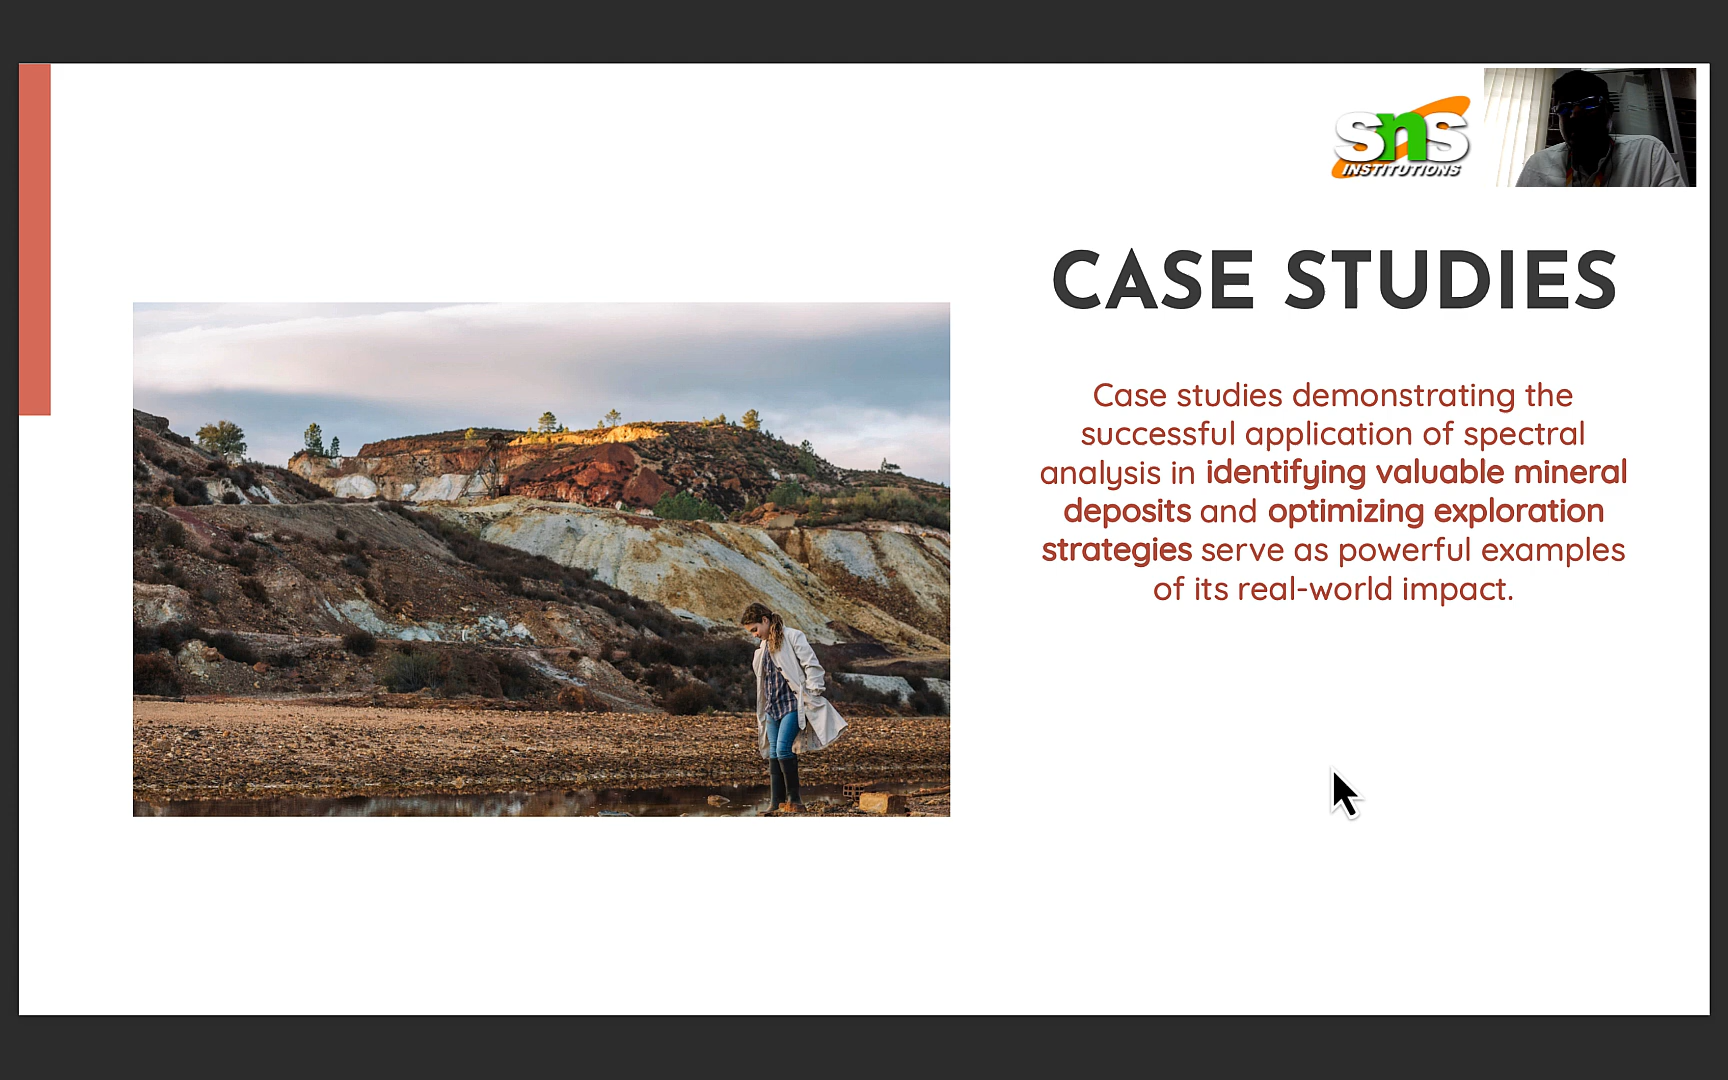 sns
INSTITUTIONS
CASE STUDIES
Case studies demonstrating the
successful application of spectral
analysis in identifying valuable mineral
deposits and optimizing exploration
strategies serve as powerful examples
of its real-world impact.